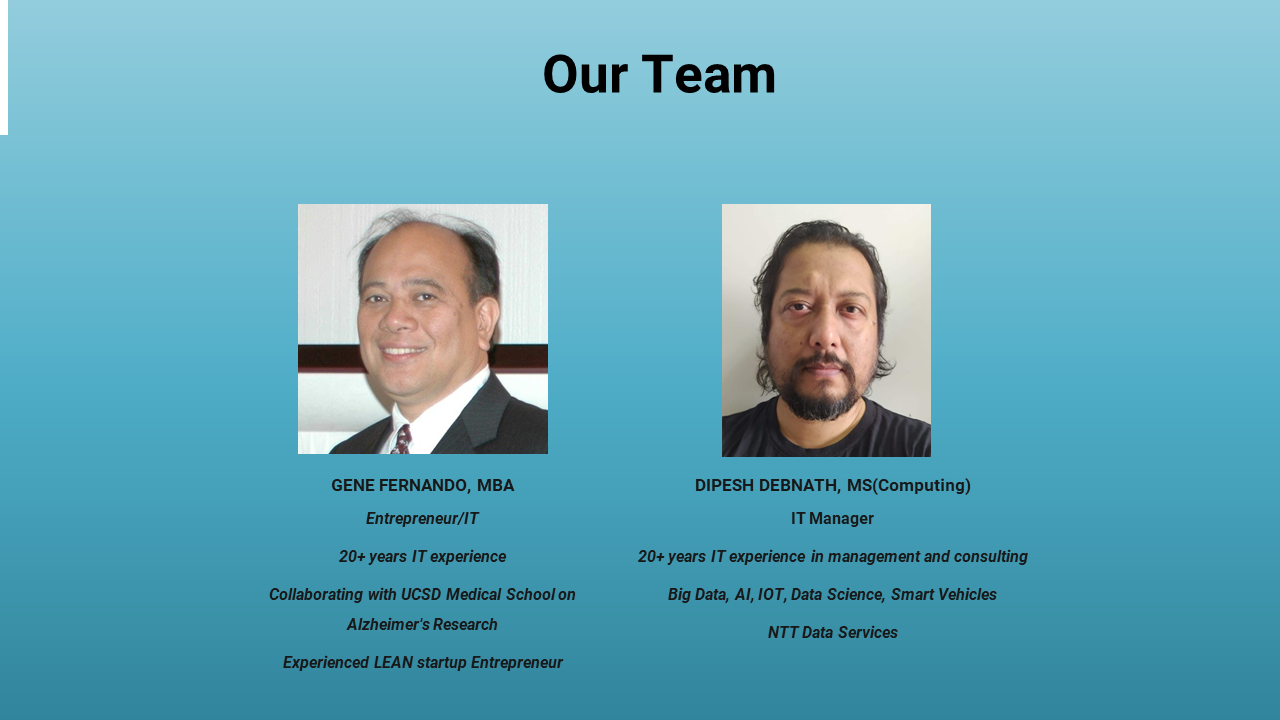 Our Team
GENE FERNANDO, MBA
Entrepreneur/IT
20+ years IT experience
Collaborating with UCSD Medical School on
Alzheimer's Research
Experienced LEAN startup Entrepreneur
DIPESH DEBNATH, MS(Computing)
IT Manager
20+ years IT experience in management and consulting
Big Data, AI, IOT, Data Science, Smart Vehicles
NTT Data Services